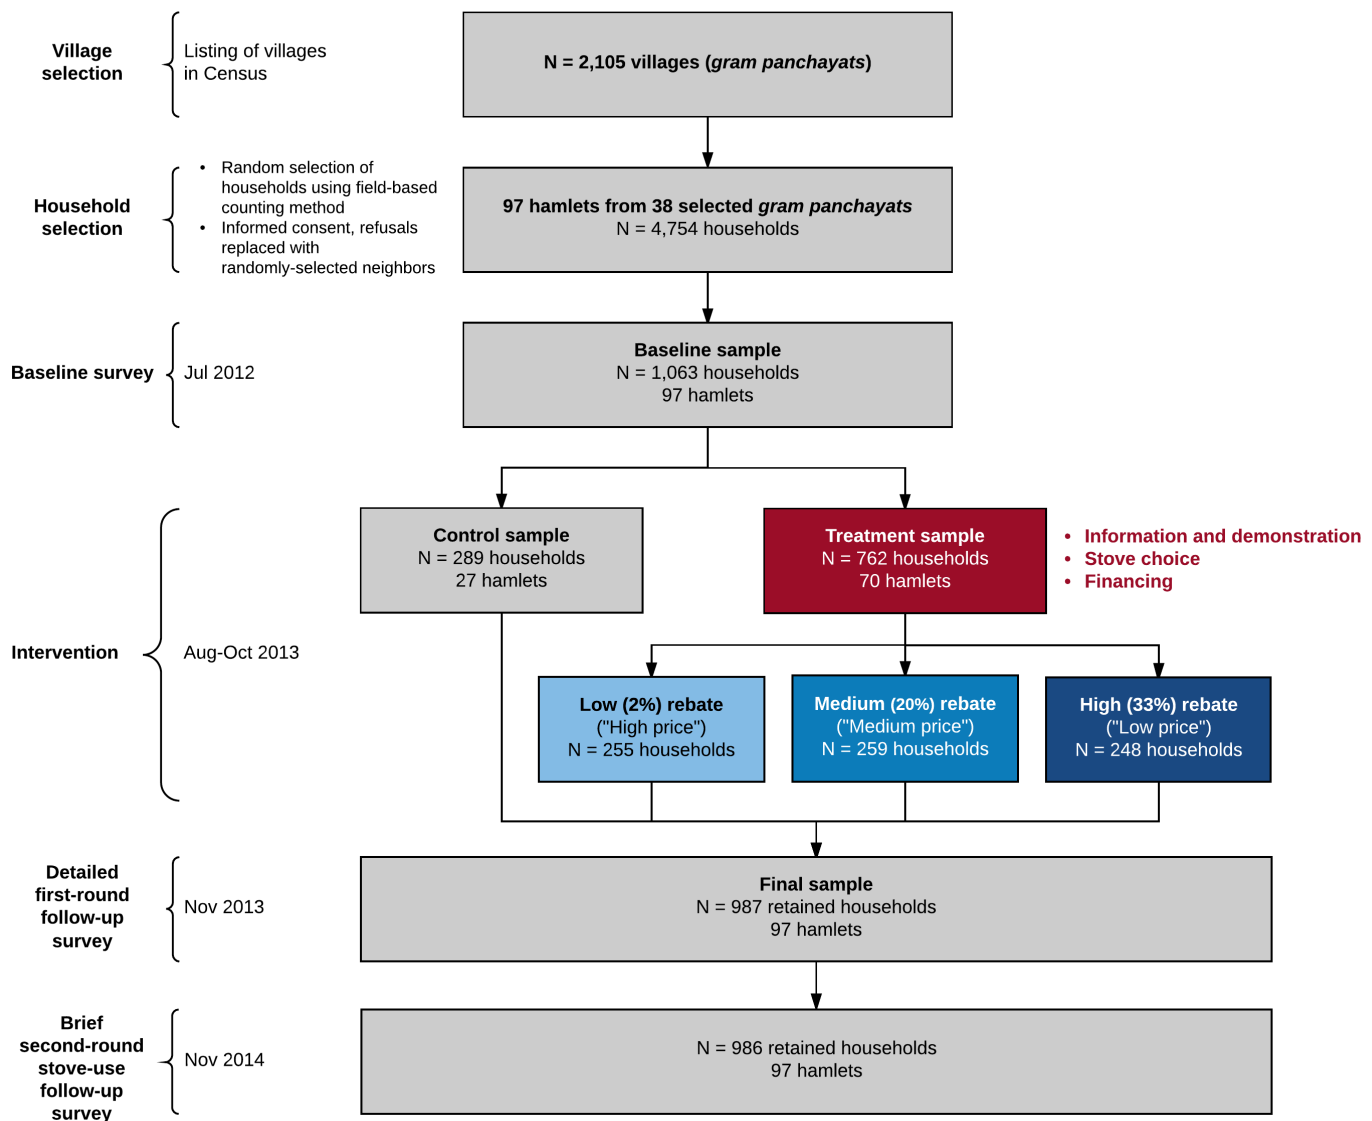 Village
selection
Listing of villages
in Census
N = 2,105 villages (gram panchayats)
Household
selection
• Random selection of
households using field-based
counting method
• Informed consent, refusals
replaced with
randomly-selected neighbors
97 hamlets from 38 selected gram panchayats
N = 4,754 households
Baseline survey
Jul 2012
Baseline sample
N = 1,063 households
97 hamlets
Intervention
Aug-Oct 2013
Control sample
N = 289 households
27 hamlets
Treatment sample
N = 762 households
70 hamlets
• Information and demonstration
• Stove choice
• Financing
Low (2%) rebate
("High price")
N = 255 households
Medium (20%) rebate
("Medium price")
N = 259 households
High (33%) rebate
("Low price")
N = 248 households
Detailed
first-round
follow-up
survey
Nov 2013
Final sample
N = 987 retained households
97 hamlets
Brief
second-round
stove-use
follow-up
survey
Nov 2014
N = 986 retained households
97 hamlets